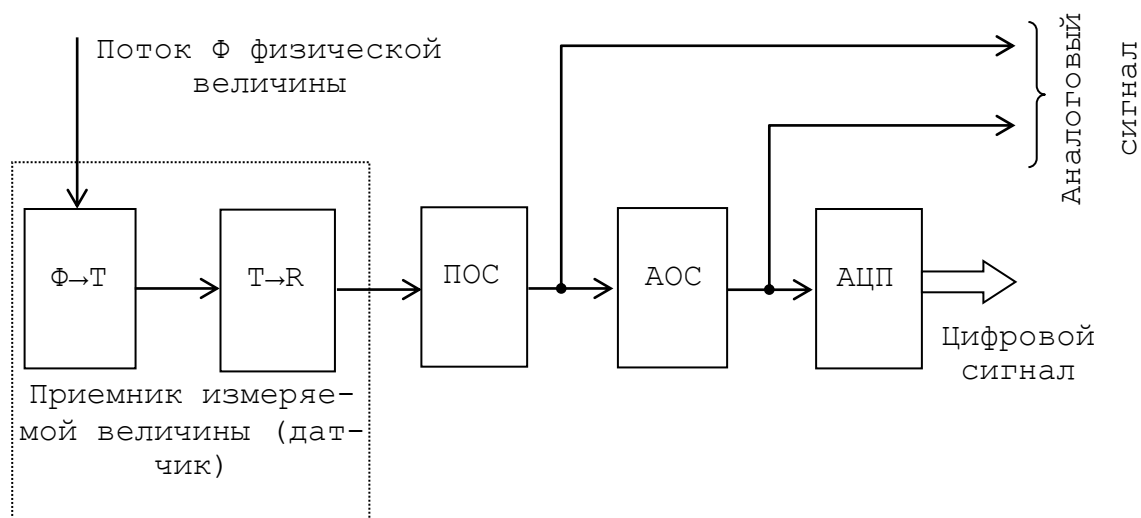 Поток Ф физической
величины
Аналоговый
сигнал
Ф→Т
Т→R
ПОС
АОС
АЦП
Цифровой
сигнал
Приемник измеряе-
мой величины (дат-
чик)